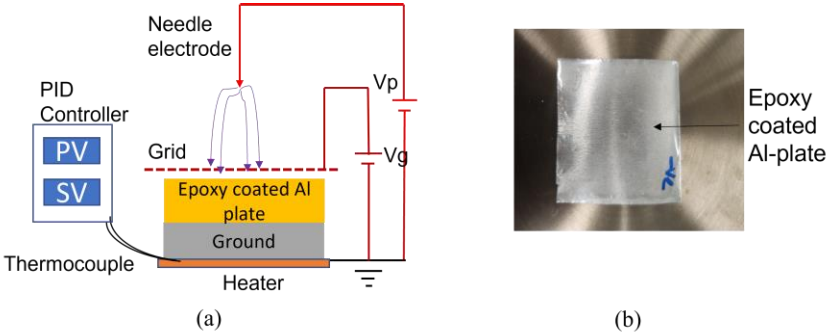 Needle
electrode
PID
Controller
Vp
PV
SV
Grid
Vg
Epoxy coated Al
plate
Ground
Thermocouple
Heater
(a)
Epoxy
coated
Al-plate
(b)